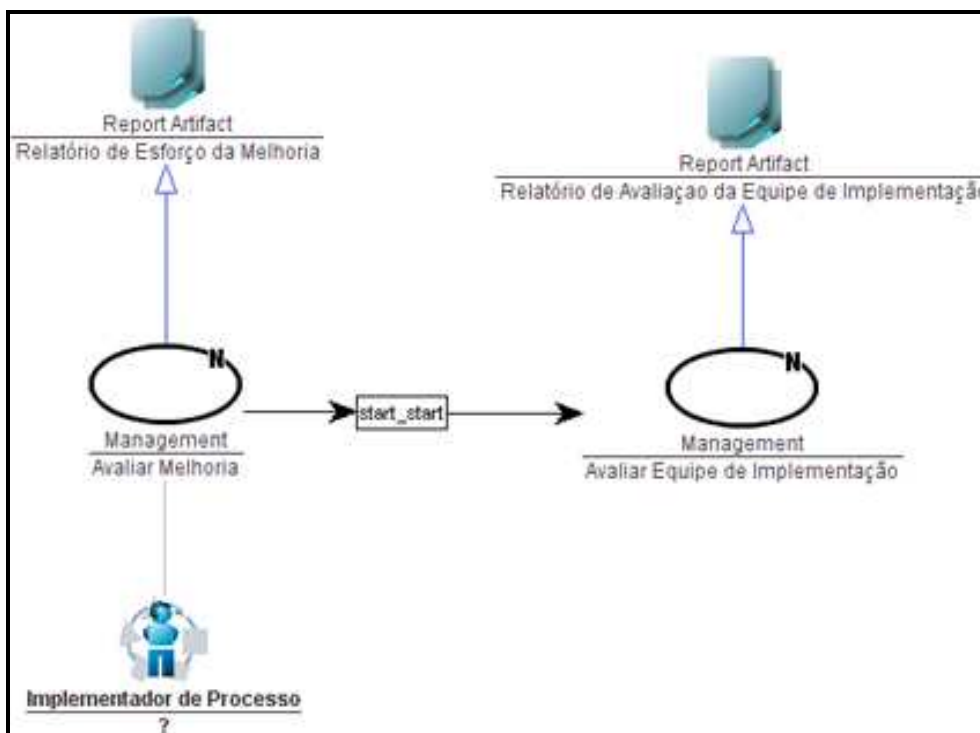 Report Artifact
Relatório de Esforço da Melhoria
Report Artifact
Relatório de Avaliaçao da Equipe de Implementação
N
Management
Avaliar Melhoria
start_start
N
Management
Avaliar Equipe de Implementação
Implementador de Processo
?